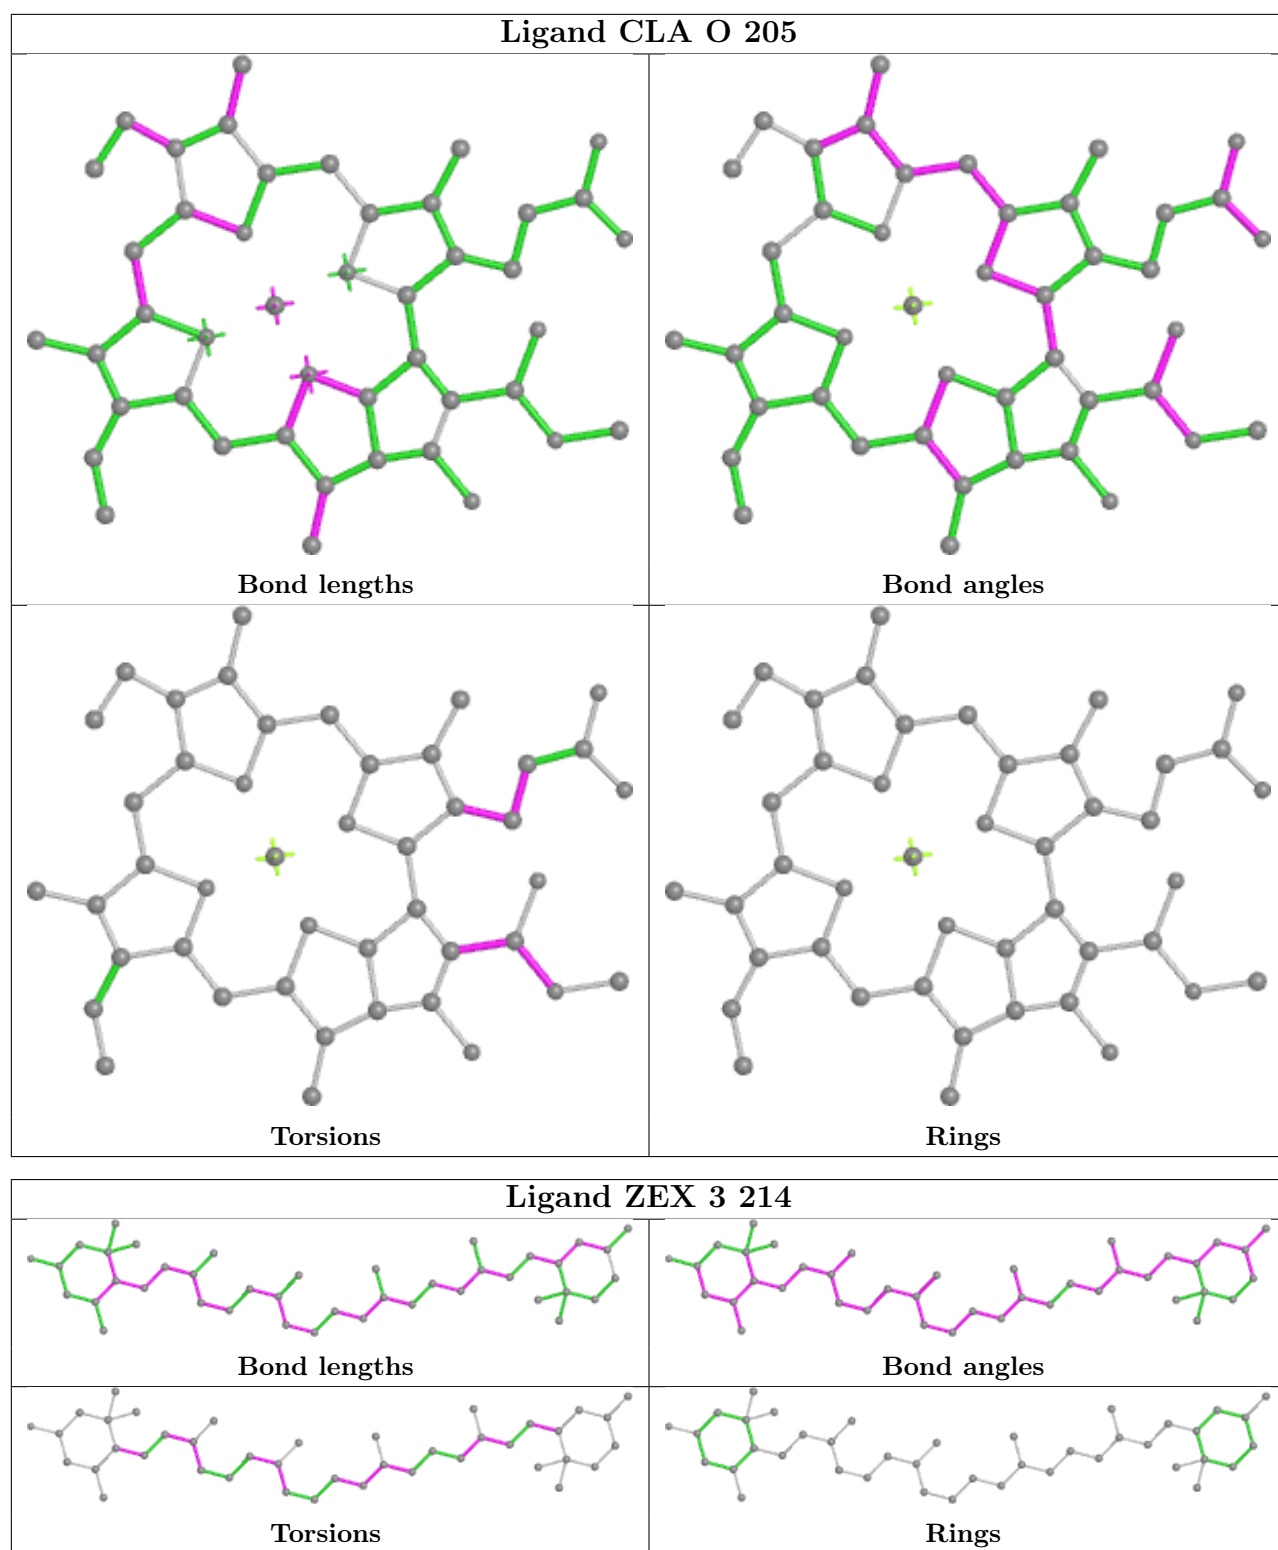 Ligand CLA O 205
Bond lengths
Bond angles
Torsions
Rings
Ligand ZEX 3 214
Bond lengths
Bond angles
Torsions
Rings